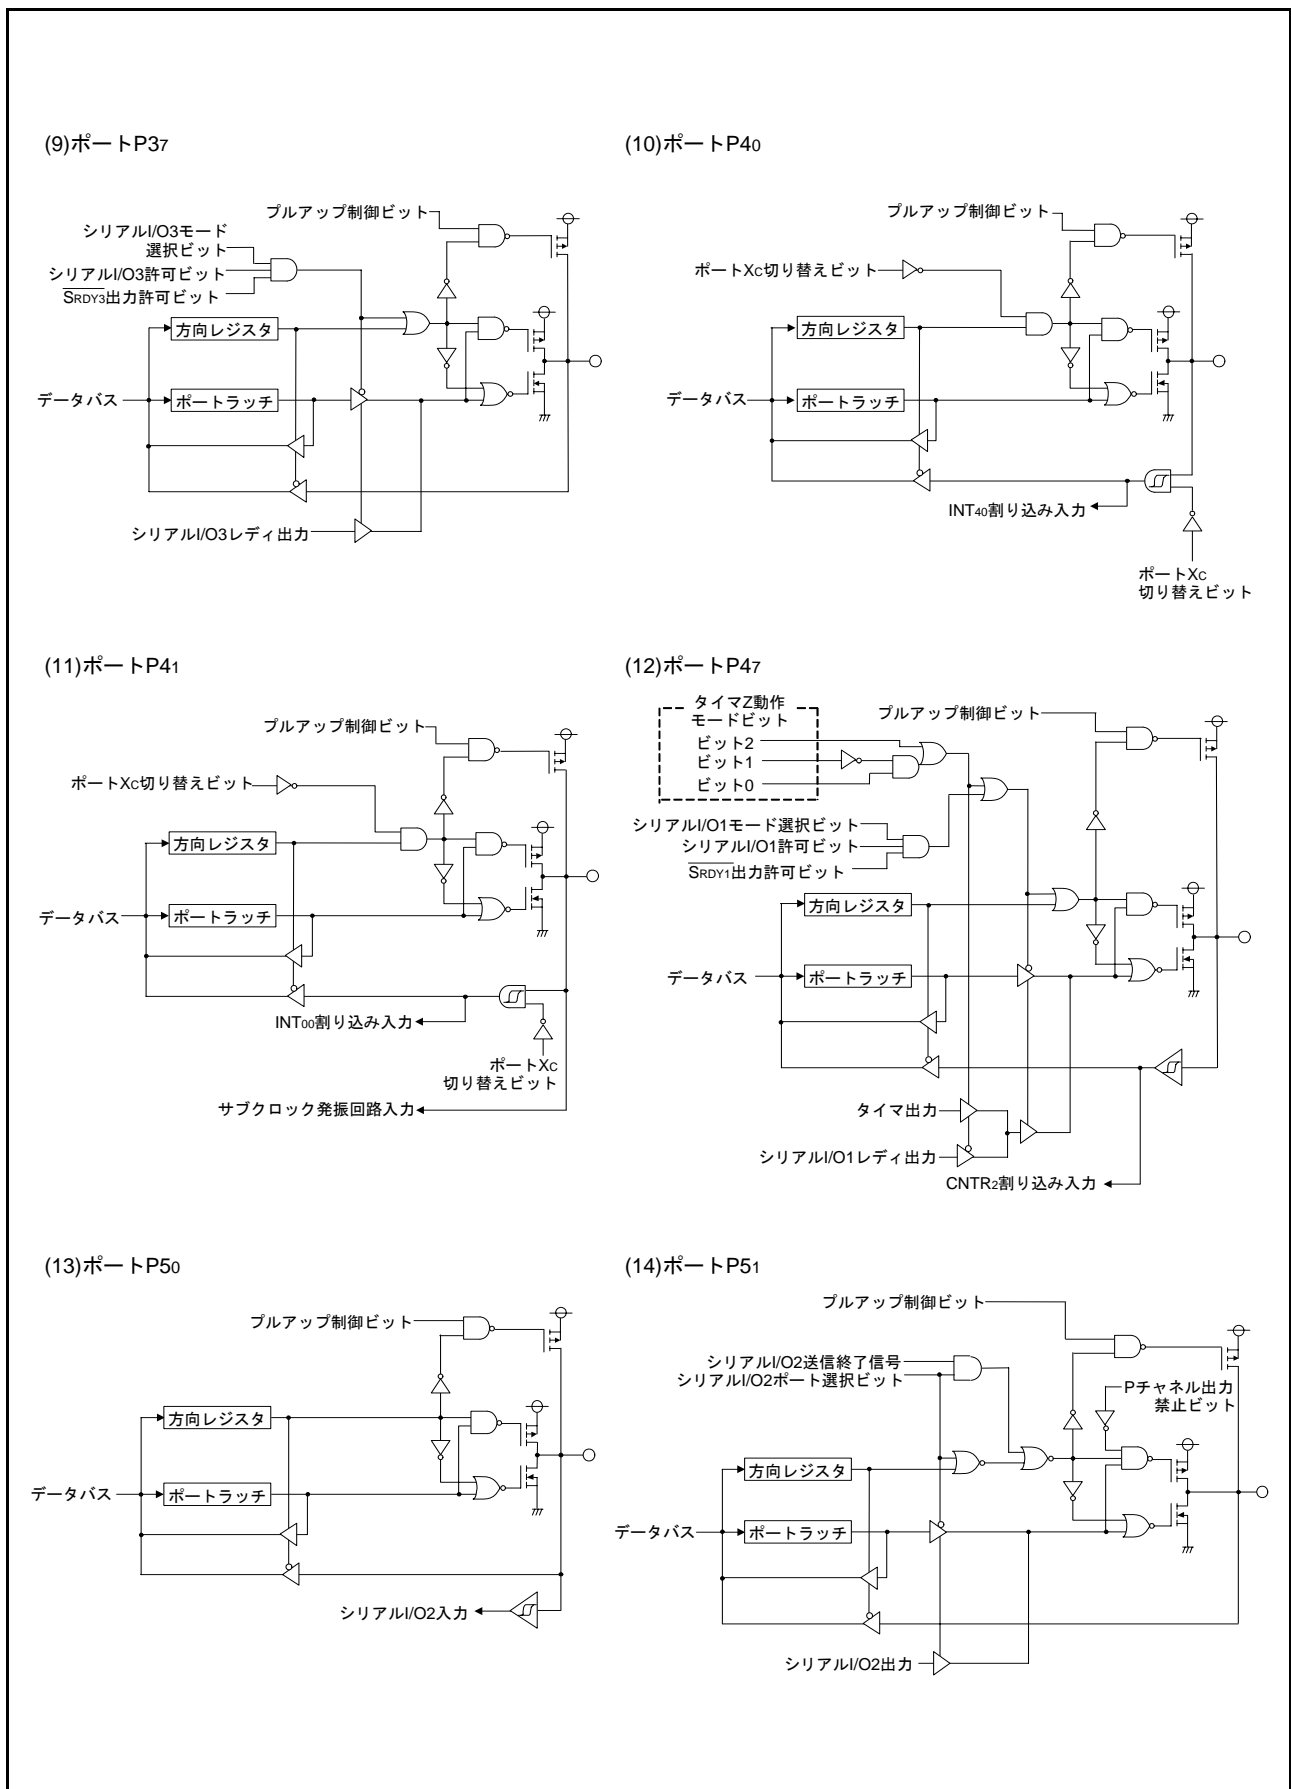 (9)ポートP37
プルアップ制御ビット
シリアルI/O3モード
選択ビット
シリアルI/O3許可ビット
SRDY3出力許可ビット
方向レジスタ
データバス
ポートラッチ
シリアルI/O3レディ出力
(10)ポートP40
プルアップ制御ビット
ポートXC切り替えビット
方向レジスタ
データバス
ポートラッチ
INT40割り込み入力
ポートXC
切り替えビット
(11)ポートP41
プルアップ制御ビット
ポートXC切り替えビット
方向レジスタ
データバス
ポートラッチ
INT00割り込み入力
ポートXC
切り替えビット
サブクロック発振回路入力
(12)ポートP47
タイマZ動作
モードビット
ビット2
ビット1
ビット0
プルアップ制御ビット
シリアルI/O1モード選択ビット
シリアルI/O1許可ビット
SRDY1出力許可ビット
方向レジスタ
データバス
ポートラッチ
タイマ出力
シリアルI/O1レディ出力
CNTR2割り込み入力
(13)ポートP50
プルアップ制御ビット
方向レジスタ
データバス
ポートラッチ
シリアルI/O2入力
(14)ポートP51
プルアップ制御ビット
シリアルI/O2送信終了信号
シリアルI/O2ポート選択ビット
Pチャネル出力
禁止ビット
方向レジスタ
データバス
ポートラッチ
シリアルI/O2出力